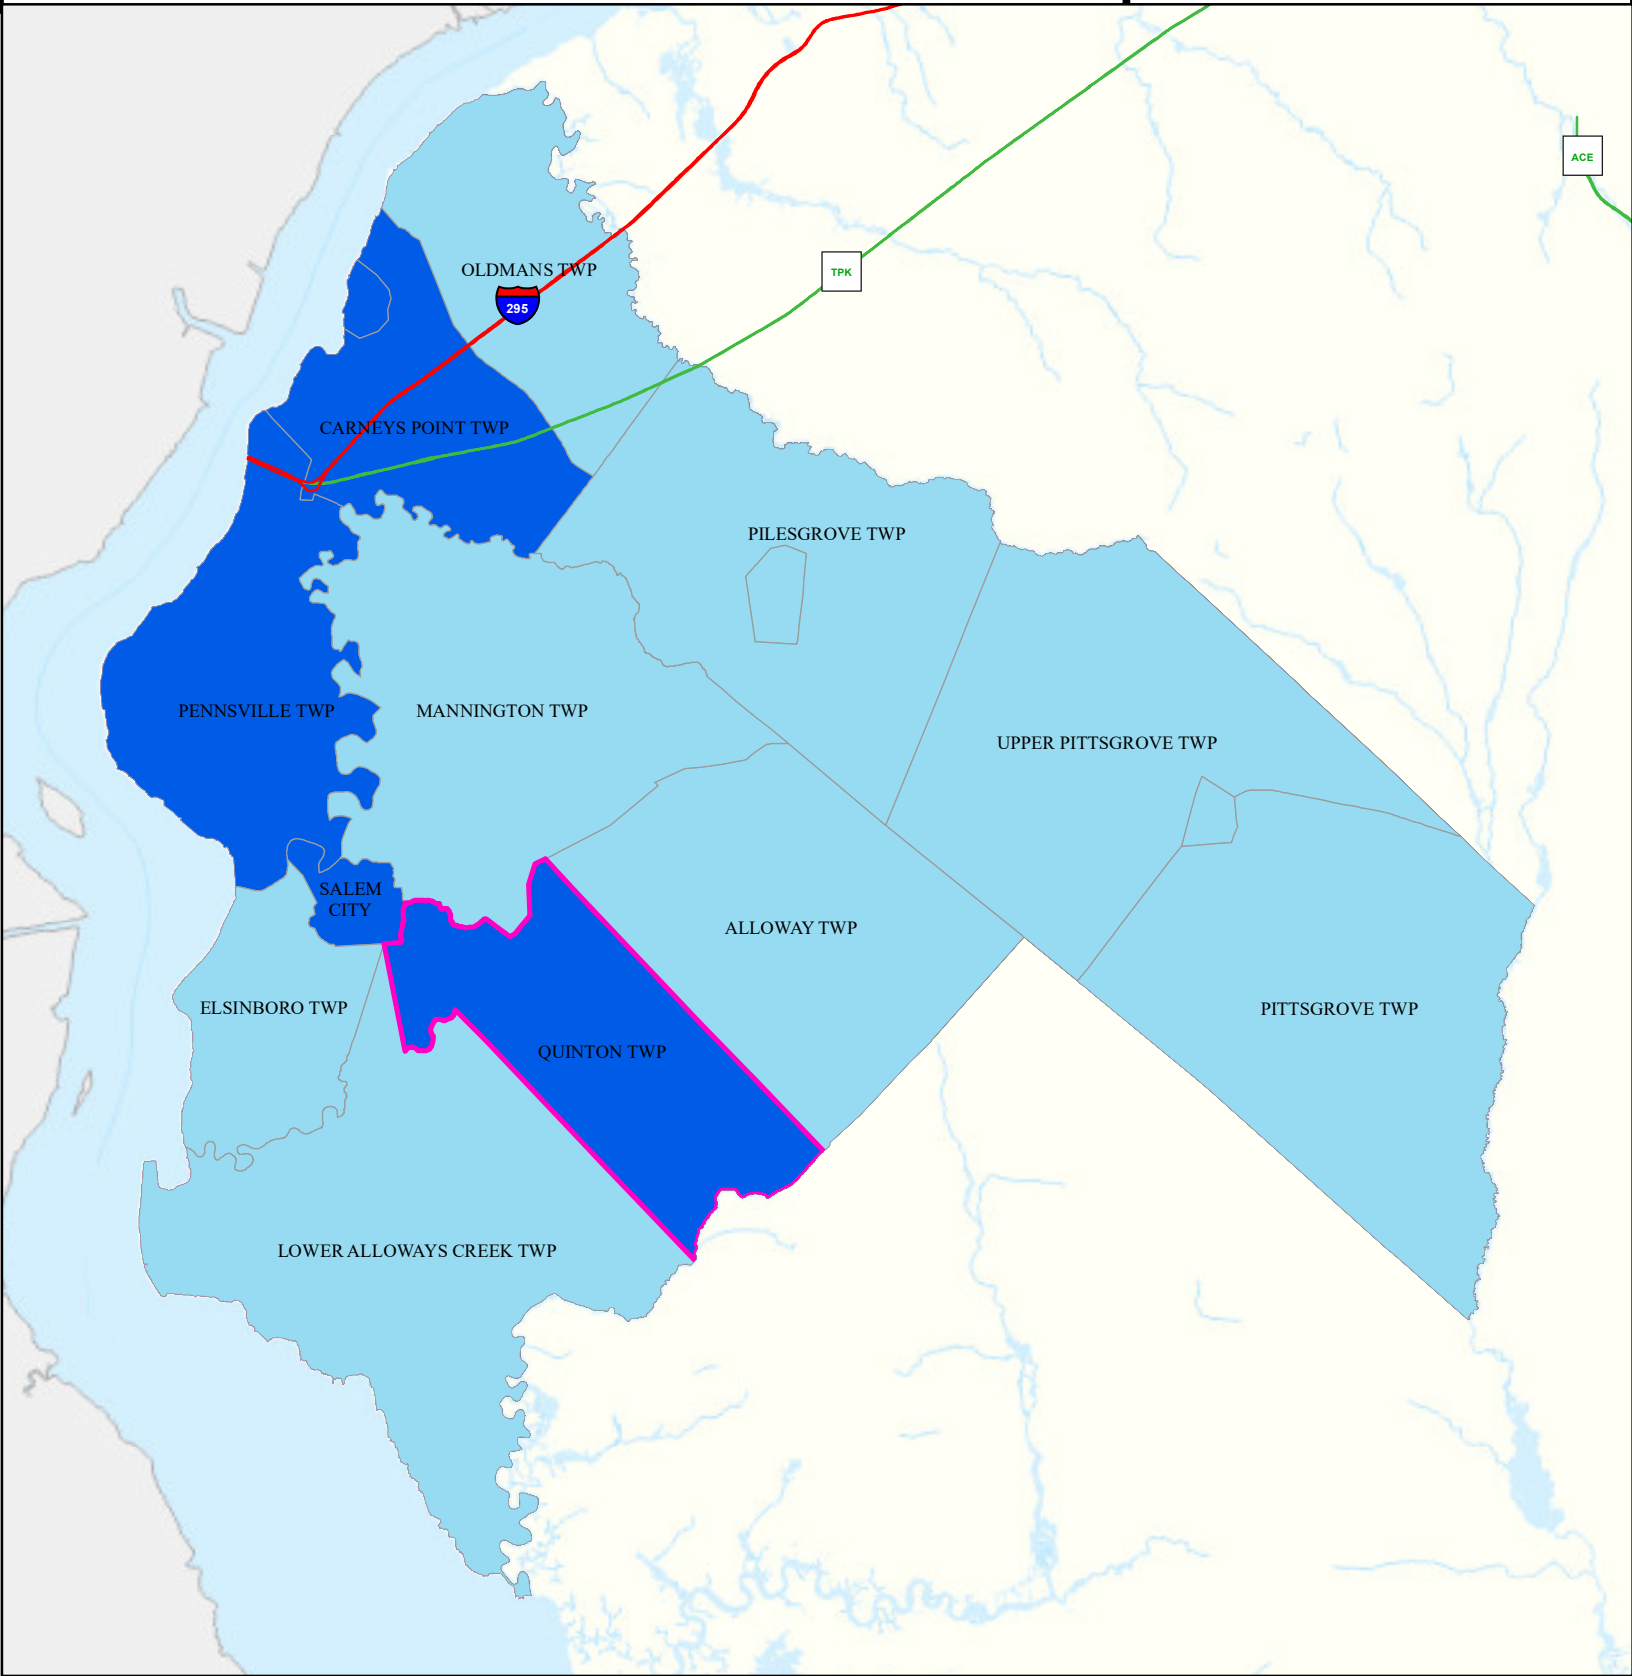 ACE
OLDMANS TWP
TPK
295
CARNEYS POINT TWP
PILESGROVE TWP
PENNSVILLE TWP
MANNINGTON TWP
UPPER PITTSGROVE TWP
SALEM
CITY
ALLOWAY TWP
ELSINBORO TWP
PITTSGROVE TWP
QUINTON TWP
LOWER ALLOWAYS CREEK TWP